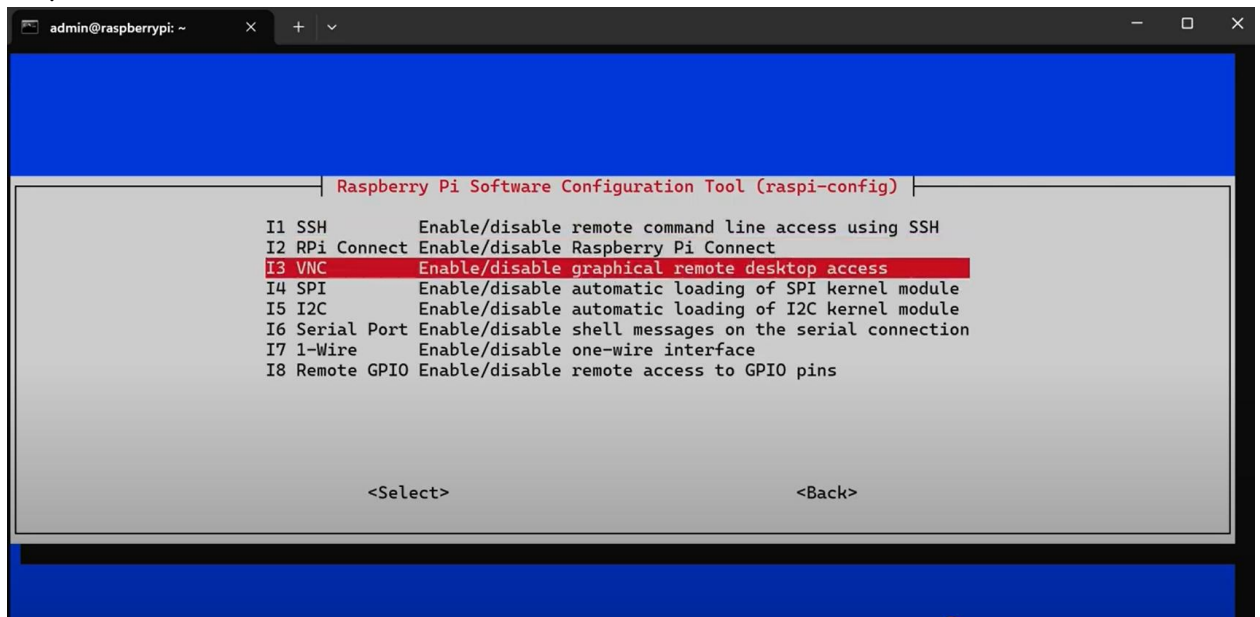 admin@raspberrypi: ~
Raspberry Pi Software Configuration Tool (raspi-config)
I1 SSH Enable/disable remote command line access using SSH
I2 RPi Connect Enable/disable Raspberry Pi Connect
I3 VNC Enable/disable graphical remote desktop access
I4 SPI Enable/disable automatic loading of SPI kernel module
I5 I2C Enable/disable automatic loading of I2C kernel module
I6 Serial Port Enable/disable shell messages on the serial connection
I7 1-Wire Enable/disable one-wire interface
I8 Remote GPIO Enable/disable remote access to GPIO pins
<Select> <Back>